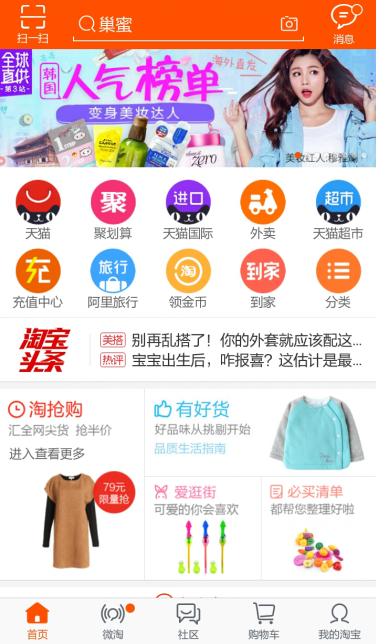 扫一扫
巢蜜
消息
全球
直供
第3站
韩国
人气榜单
海外直发
变身美妆达人
zero
美妆红人:穆雅斓
聚
进口
超市
天猫
聚划算
天猫国际
外卖
天猫超市
充
旅行
淘
到家
充值中心
阿里旅行
领金币
到家
分类
淘宝
头条
美搭 别再乱搭了！你的外套就应该配这...
热评 宝宝出生后，咋报喜？这估计是最...
淘抢购
汇全网尖货 抢半价
进入查看更多
79元
限量抢
有好货
好品味从挑剔开始
品质生活指南
爱逛街
可爱的你会喜欢
必买清单
都帮您整理好啦
首页
微淘
社区
购物车
我的淘宝